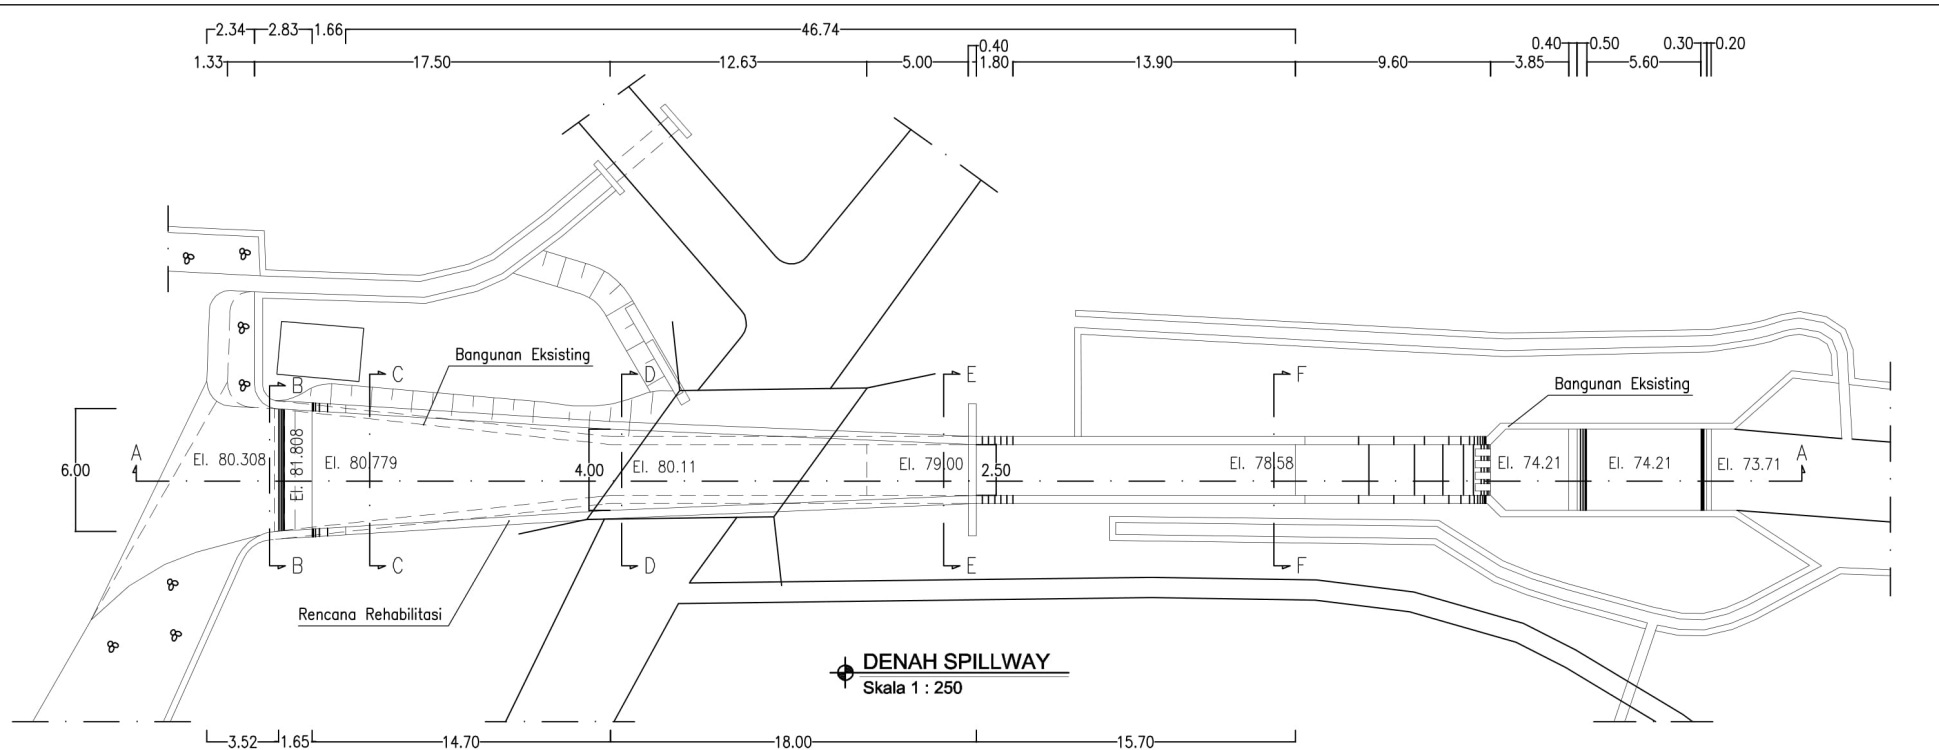 2.34 2.83 1.66 46.74
0.40
0.40 0.50 0.30 0.20
1.33 17.50 12.63 5.00 1.80 13.90 9.60 3.85 5.60
Bangunan Eksisting
B C D E F
Bangunan Eksisting
A
6.00
El. 80.308
El. 81.808
El. 80.779
4.00
El. 80.11
El. 79.00
2.50
El. 78.58
El. 74.21
El. 74.21
El. 73.71
A
B C D E F
Rencana Rehabilitasi
DENAH SPILLWAY
Skala 1 : 250
3.52 1.65 14.70 18.00 15.70